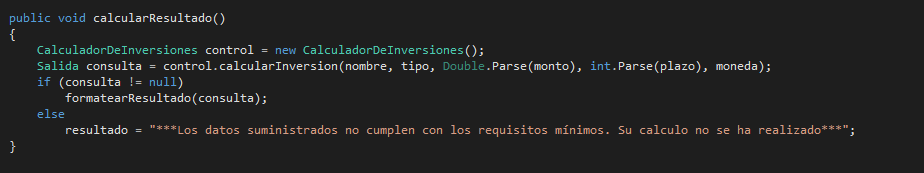 public void calcularResultado()
{
    CalculadorDeInversiones control = new CalculadorDeInversiones();
    Salida consulta = control.calcularInversion(nombre, tipo, Double.Parse(monto), int.Parse(plazo), moneda);
    if (consulta != null)
        formatearResultado(consulta);
    else
        resultado = "***Los datos suministrados no cumplen con los requisitos mínimos. Su calculo no se ha realizado***";
}